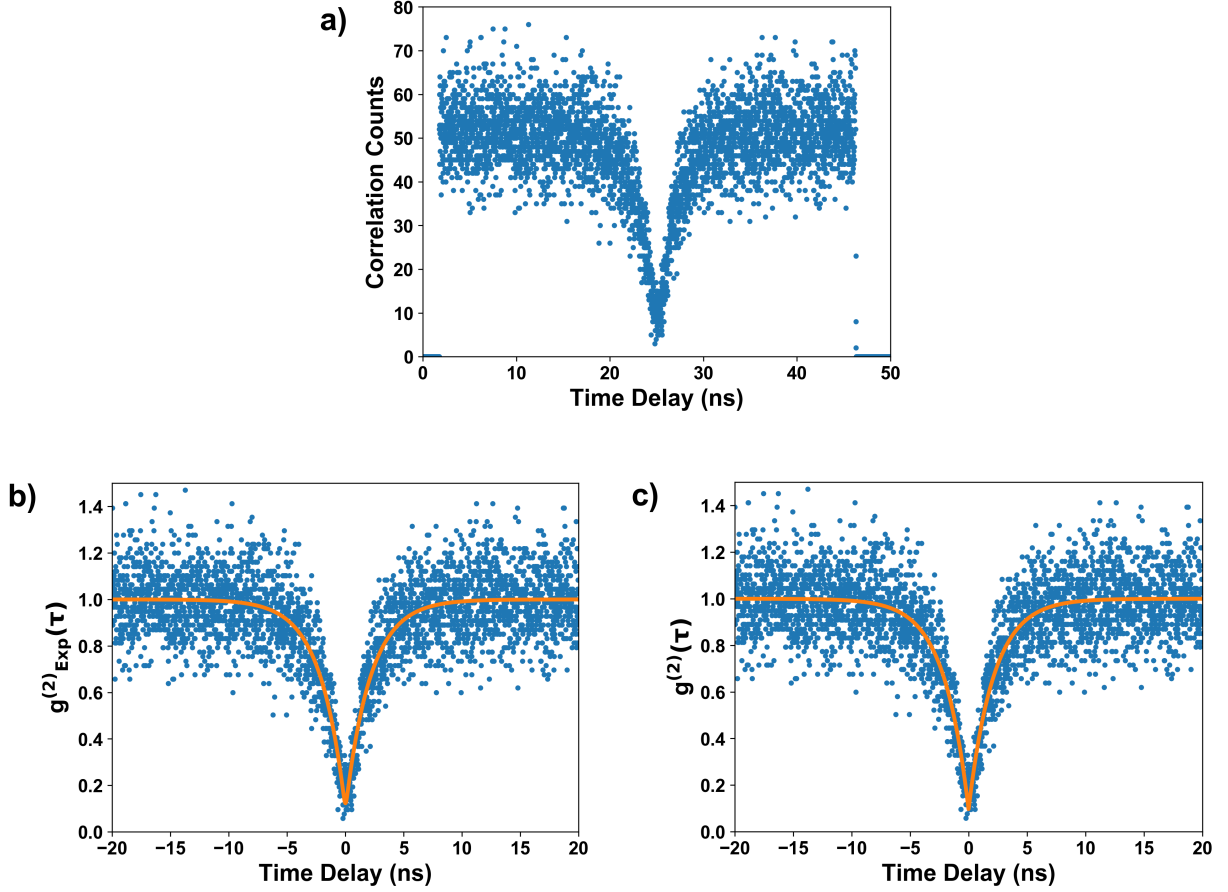 a)
Correlation Counts
80
70
60
50
40
30
20
10
0
0 10 20 30 40 50
Time Delay (ns)
b)
g(2)Exp(τ)
1.4
1.2
1.0
0.8
0.6
0.4
0.2
0.0
−20 −15 −10 −5 0 5 10 15 20
Time Delay (ns)
c)
g(2)(τ)
1.4
1.2
1.0
0.8
0.6
0.4
0.2
0.0
−20 −15 −10 −5 0 5 10 15 20
Time Delay (ns)